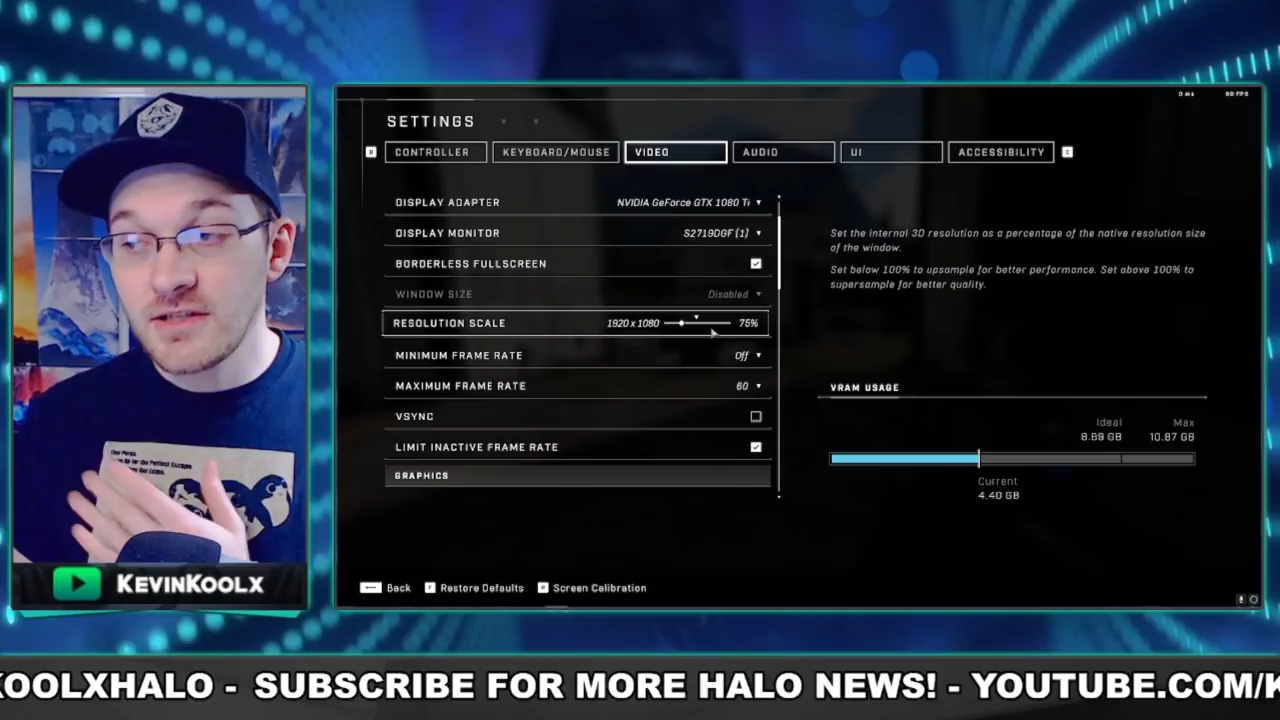 0 ms 60 FPS
SETTINGS
CONTROLLER KEYBOARD/MOUSE VIDEO AUDIO UI ACCESSIBILITY
DISPLAY ADAPTER NVIDIA GeForce GTX 1080 Ti
DISPLAY MONITOR S2719DGF (1)
BORDERLESS FULLSCREEN
WINDOW SIZE Disabled
RESOLUTION SCALE 1920 x 1080 75%
MINIMUM FRAME RATE Off
MAXIMUM FRAME RATE 60
VSYNC
LIMIT INACTIVE FRAME RATE
GRAPHICS
Set the internal 3D resolution as a percentage of the native resolution size
of the window.
Set below 100% to upsample for better performance. Set above 100% to
supersample for better quality.
VRAM USAGE
Ideal Max
8.69 GB 10.87 GB
Current
4.40 GB
Back Restore Defaults Screen Calibration
KEVINKOOLX
KOOLXHALO - SUBSCRIBE FOR MORE HALO NEWS! - YOUTUBE.COM/K